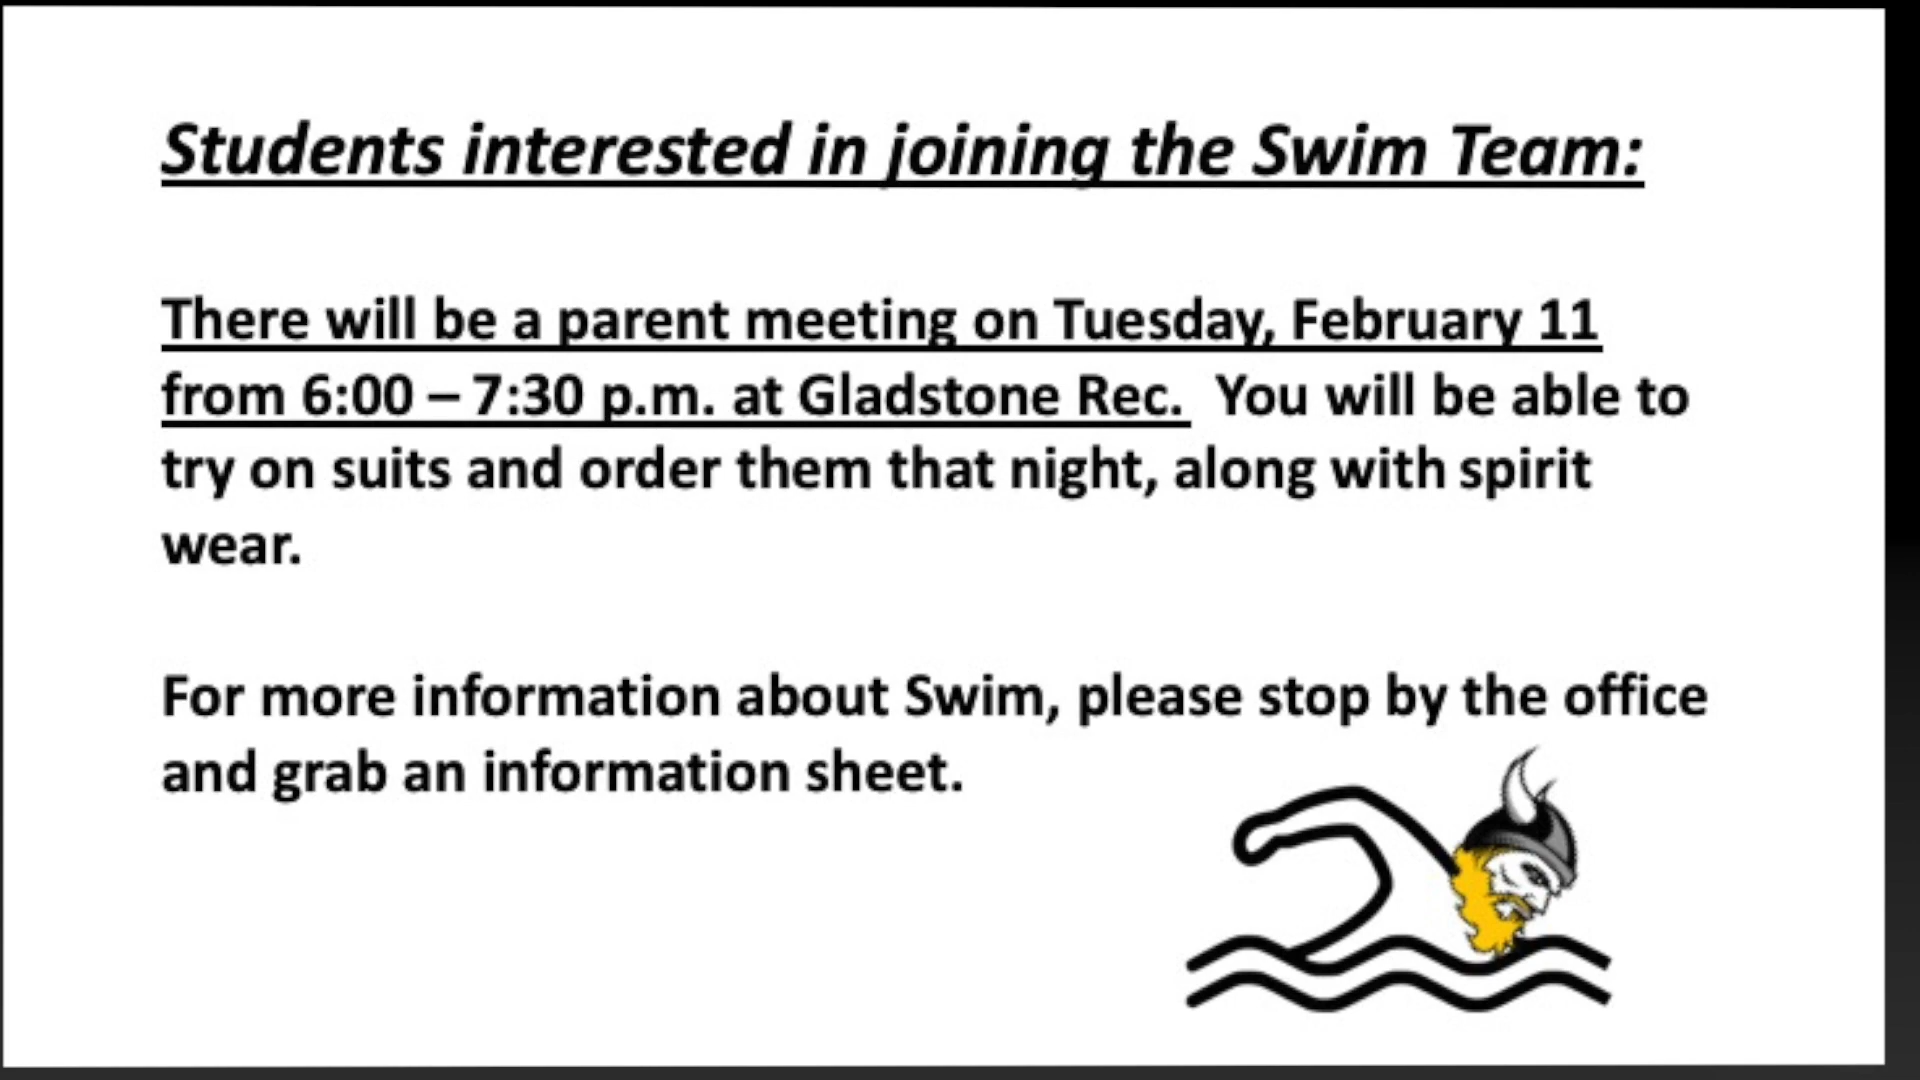 Students interested in joining the Swim Team:
There will be a parent meeting on Tuesday, February 11
from 6:00 – 7:30 p.m. at Gladstone Rec.  You will be able to
try on suits and order them that night, along with spirit
wear.
For more information about Swim, please stop by the office
and grab an information sheet.